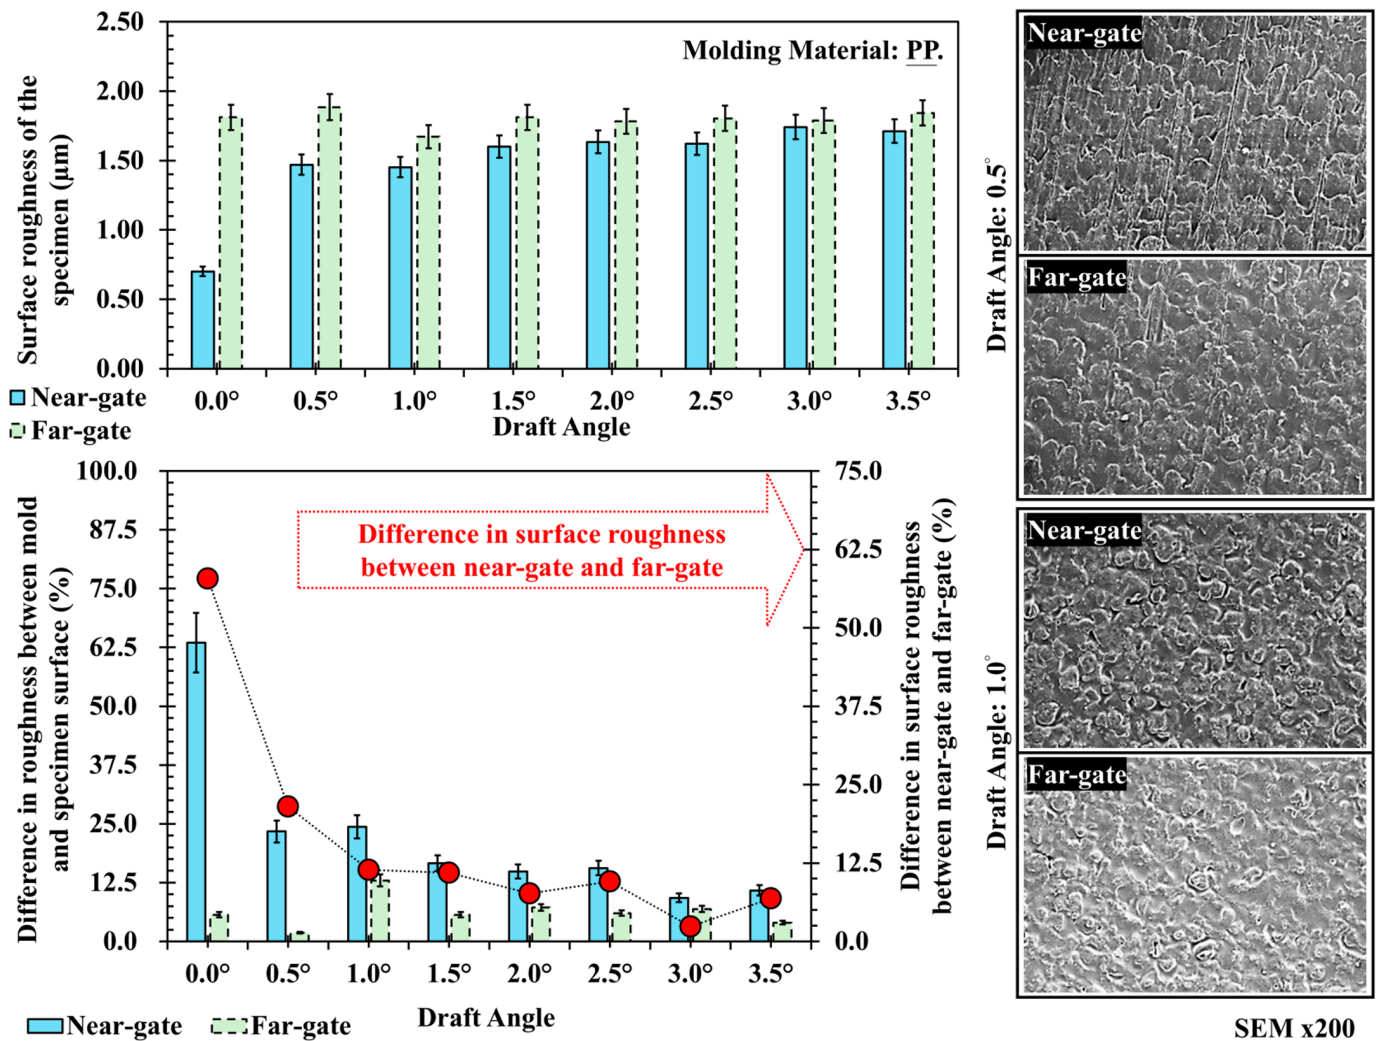 2.50
2.00
1.50
1.00
0.50
0.00
Surface roughness of the
specimen (μm)
Molding Material: PP.
0.0° 0.5° 1.0° 1.5° 2.0° 2.5° 3.0° 3.5°
Draft Angle
Near-gate
Far-gate
100.0
87.5
75.0
62.5
50.0
37.5
25.0
12.5
0.0
Difference in roughness between mold
and specimen surface (%)
Difference in surface roughness
between near-gate and far-gate
75.0
62.5
50.0
37.5
25.0
12.5
0.0
Difference in surface roughness
between near-gate and far-gate (%)
0.0° 0.5° 1.0° 1.5° 2.0° 2.5° 3.0° 3.5°
Draft Angle
Near-gate Far-gate
Draft Angle: 0.5°
Near-gate
Far-gate
Draft Angle: 1.0°
Near-gate
Far-gate
SEM x200